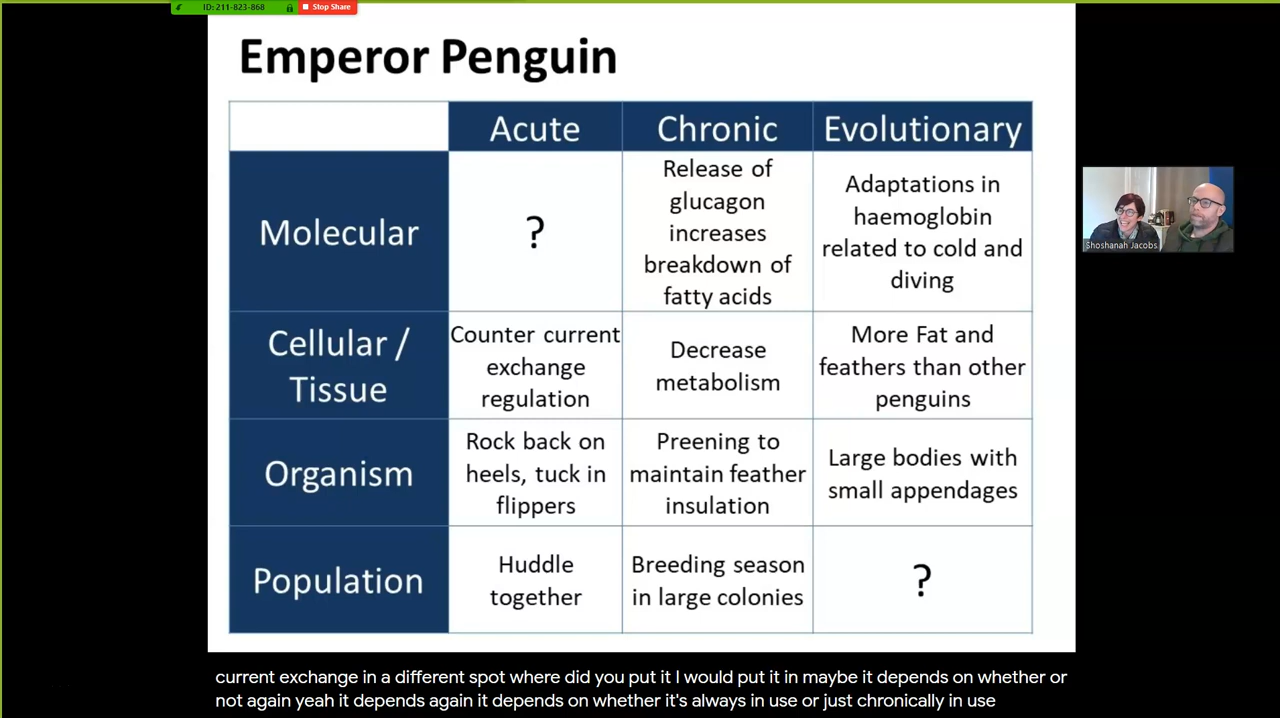 ID: 211-823-868
Stop Share
Emperor Penguin
Acute
Chronic
Evolutionary
Molecular
?
Release of
glucagon
increases
breakdown of
fatty acids
Adaptations in
haemoglobin
related to cold and
diving
Cellular /
Tissue
Counter current
exchange
regulation
Decrease
metabolism
More Fat and
feathers than other
penguins
Organism
Rock back on
heels, tuck in
flippers
Preening to
maintain feather
insulation
Large bodies with
small appendages
Population
Huddle
together
Breeding season
in large colonies
?
Shoshanah Jacobs
current exchange in a different spot where did you put it I would put it in maybe it depends on whether or
not again yeah it depends again it depends on whether it's always in use or just chronically in use